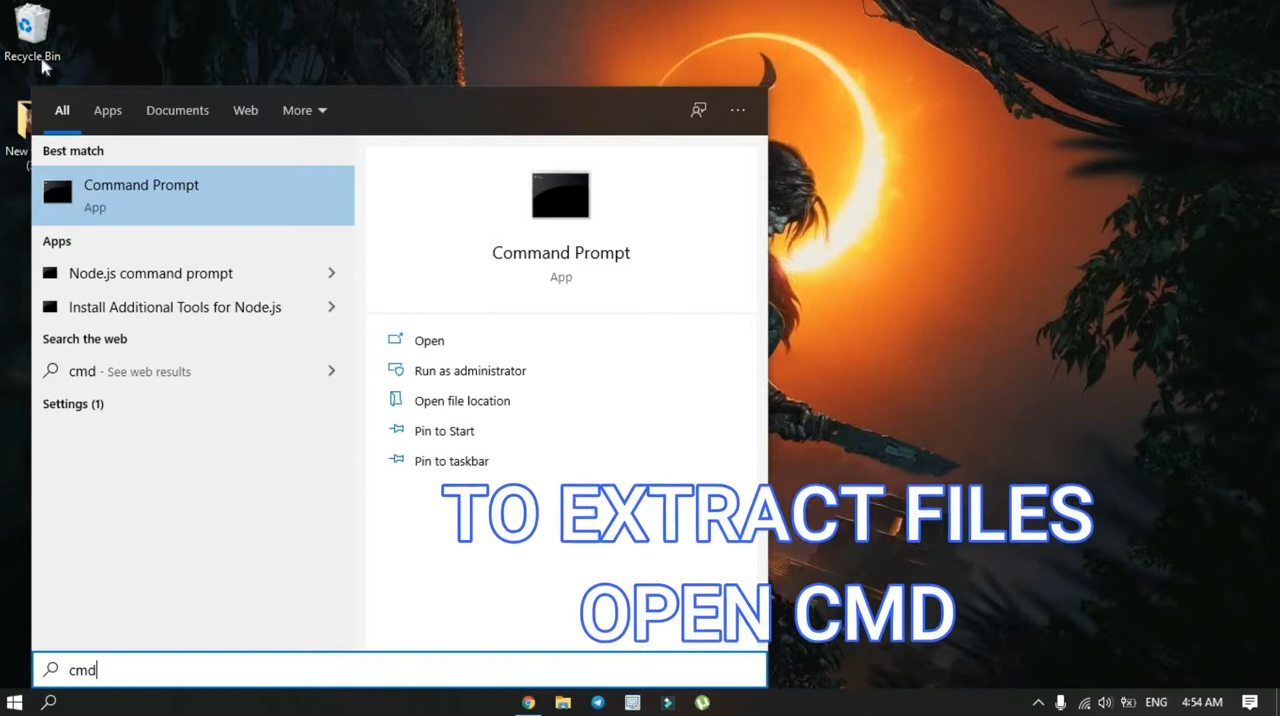 Recycle Bin
New
All
Apps
Documents
Web
More
Best match
Command Prompt
App
Apps
Node.js command prompt
Install Additional Tools for Node.js
Search the web
cmd - See web results
Settings (1)
Command Prompt
App
Open
Run as administrator
Open file location
Pin to Start
Pin to taskbar
TO EXTRACT FILES
OPEN CMD
cmd
ENG
4:54 AM